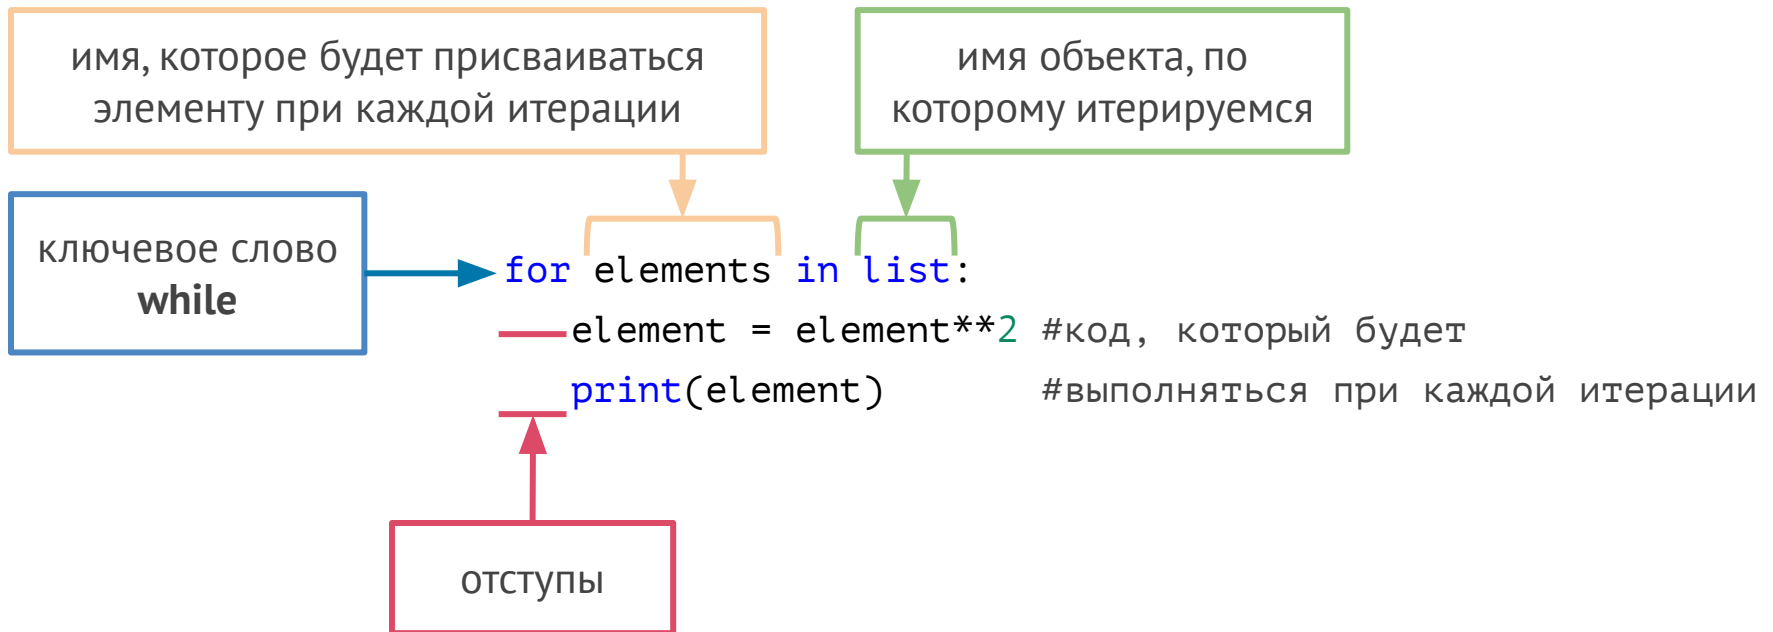 имя, которое будет присваиваться
элементу при каждой итерации
имя объекта, по
которому итерируемся
ключевое слово
while
for elements in list:
element = element**2 #код, который будет
print(element) #выполняться при каждой итерации
отступы